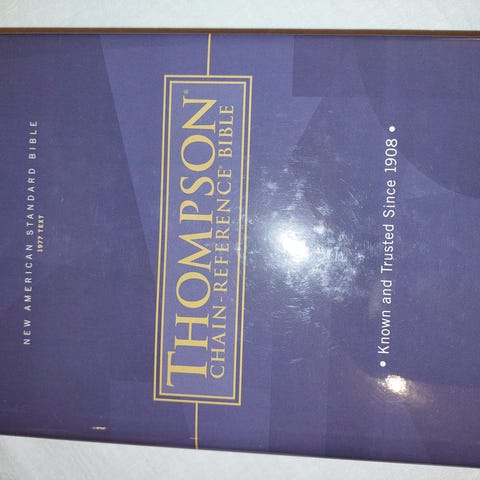 NEW AMERICAN STANDARD BIBLE
1977 TEXT
THOMPSON®
CHAIN-REFERENCE® BIBLE
• Known and Trusted Since 1908 •